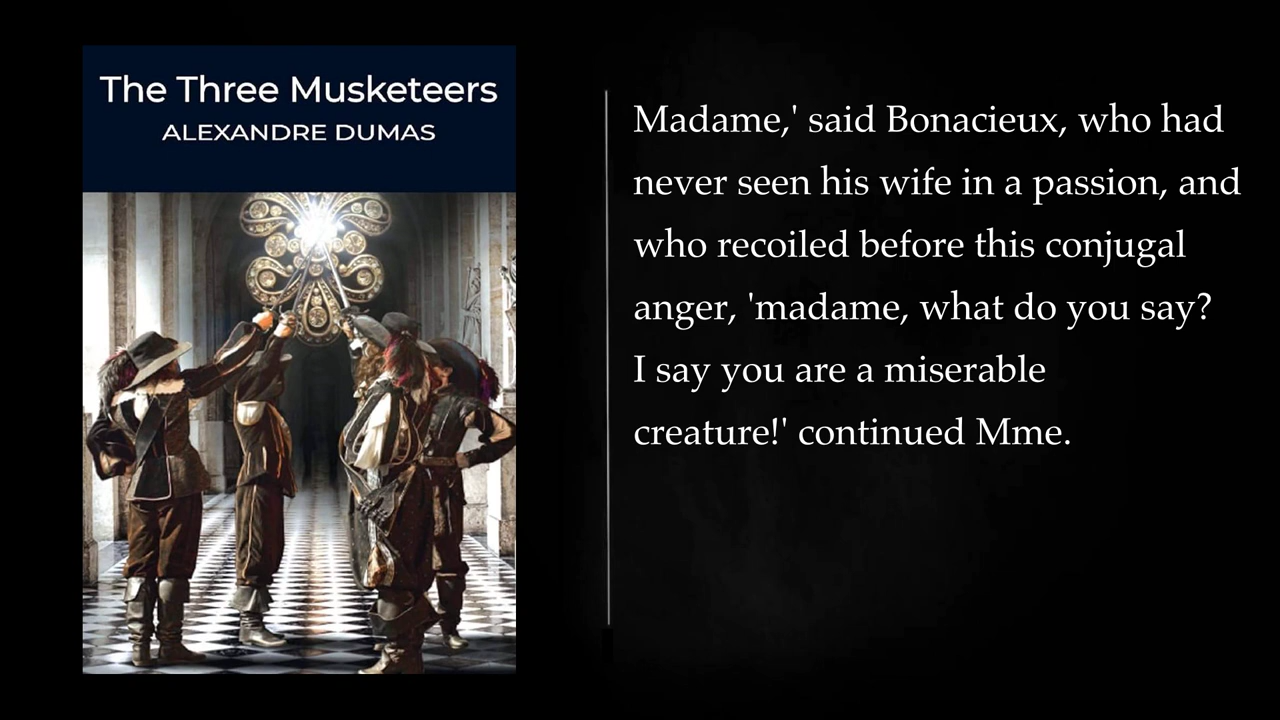 The Three Musketeers
ALEXANDRE DUMAS
Madame,' said Bonacieux, who had
never seen his wife in a passion, and
who recoiled before this conjugal
anger, 'madame, what do you say?
I say you are a miserable
creature!' continued Mme.